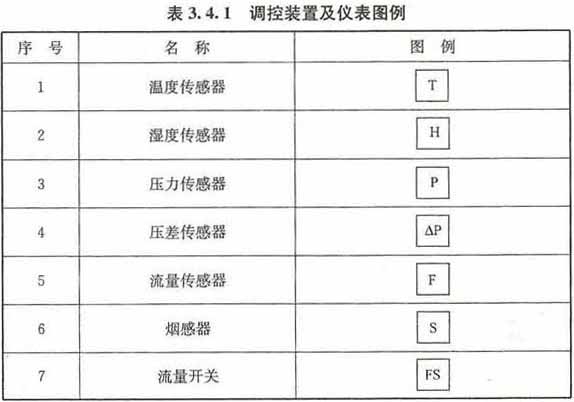 表 3.4.1 调控装置及仪表图例
序 号 名 称 图 例
1 温度传感器 T
2 湿度传感器 H
3 压力传感器 P
4 压差传感器 ΔP
5 流量传感器 F
6 烟感器 S
7 流量开关 FS